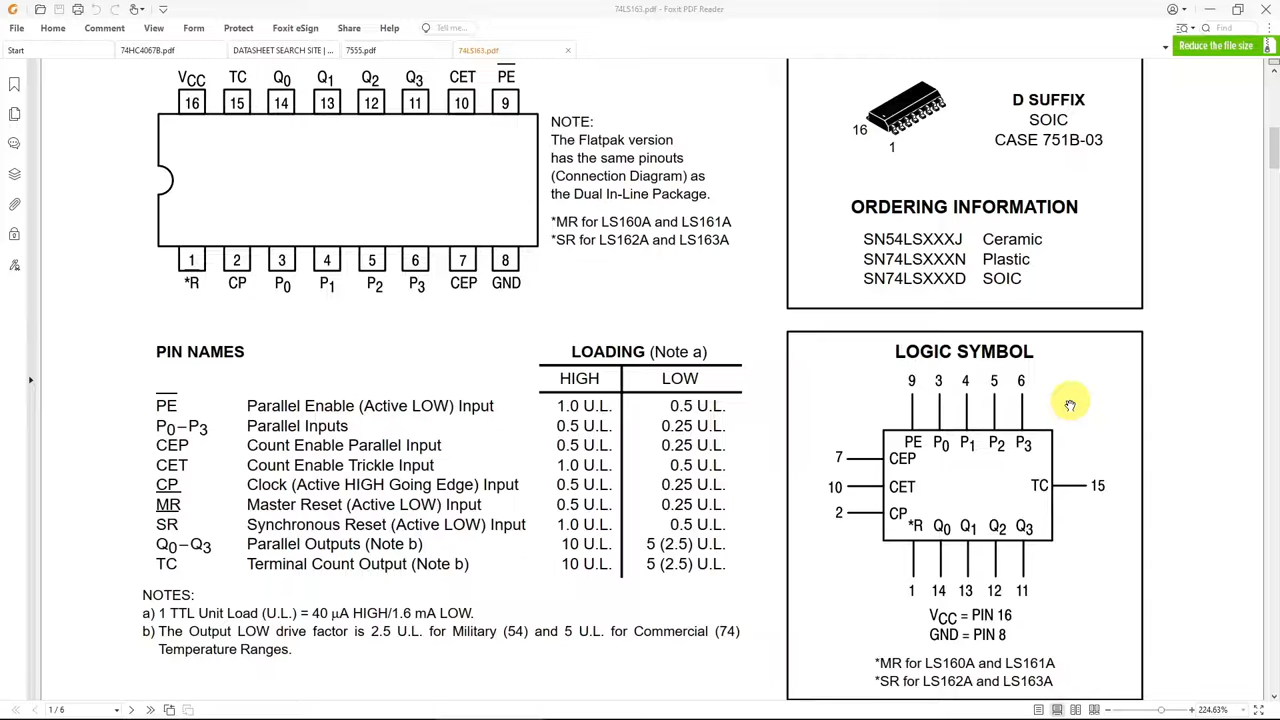 74LS163.pdf - Foxit PDF Reader
File Home Comment View Form Protect Foxit eSign Share Help Tell me... Find
Start 74HC4067B.pdf DATASHEET SEARCH SITE | ... 7555.pdf 74LS163.pdf Reduce the file size
VCC TC Q0 Q1 Q2 Q3 CET PE
16 15 14 13 12 11 10 9
NOTE:
The Flatpak version
has the same pinouts
(Connection Diagram) as
the Dual In-Line Package.
*MR for LS160A and LS161A
*SR for LS162A and LS163A
1 2 3 4 5 6 7 8
*R CP P0 P1 P2 P3 CEP GND
16
1
D SUFFIX
SOIC
CASE 751B-03
ORDERING INFORMATION
SN54LSXXXJ Ceramic
SN74LSXXXN Plastic
SN74LSXXXD SOIC
PIN NAMES LOADING (Note a)
HIGH LOW
PE Parallel Enable (Active LOW) Input 1.0 U.L. 0.5 U.L.
P0–P3 Parallel Inputs 0.5 U.L. 0.25 U.L.
CEP Count Enable Parallel Input 0.5 U.L. 0.25 U.L.
CET Count Enable Trickle Input 1.0 U.L. 0.5 U.L.
CP Clock (Active HIGH Going Edge) Input 0.5 U.L. 0.25 U.L.
MR Master Reset (Active LOW) Input 0.5 U.L. 0.25 U.L.
SR Synchronous Reset (Active LOW) Input 1.0 U.L. 0.5 U.L.
Q0–Q3 Parallel Outputs (Note b) 10 U.L. 5 (2.5) U.L.
TC Terminal Count Output (Note b) 10 U.L. 5 (2.5) U.L.
NOTES:
a) 1 TTL Unit Load (U.L.) = 40 μA HIGH/1.6 mA LOW.
b) The Output LOW drive factor is 2.5 U.L. for Military (54) and 5 U.L. for Commercial (74)
Temperature Ranges.
LOGIC SYMBOL
9 3 4 5 6
PE P0 P1 P2 P3
7 CEP
10 CET TC 15
2 CP
*R Q0 Q1 Q2 Q3
1 14 13 12 11
VCC = PIN 16
GND = PIN 8
*MR for LS160A and LS161A
*SR for LS162A and LS163A
1 / 6 224.63%